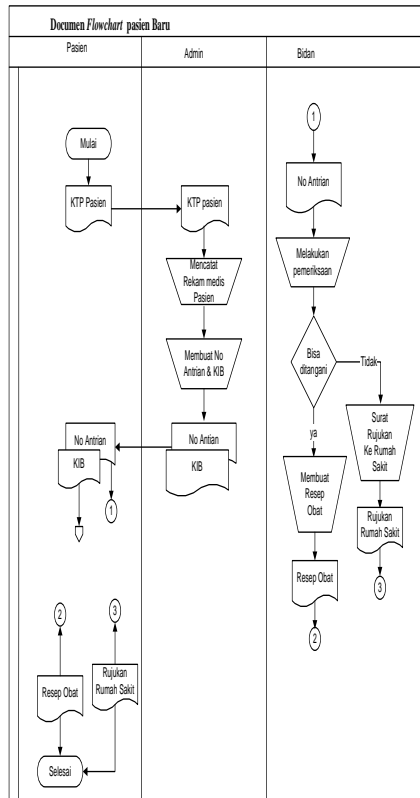 Documen Flowchart pasien Baru
Pasien
Admin
Bidan
Mulai
KTP Pasien
No Antrian
KIB
1
2
3
Resep Obat
Rujukan
Rumah Sakit
Selesai
KTP pasien
Mencatat
Rekam medis
Pasien
Membuat No
Antrian & KIB
No Antian
KIB
1
No Antrian
Melakukan
pemeriksaan
Bisa
ditangani
Tidak
ya
Surat
Rujukan
Ke Rumah
Sakit
Membuat
Resep
Obat
Rujukan
Rumah Sakit
3
Resep Obat
2